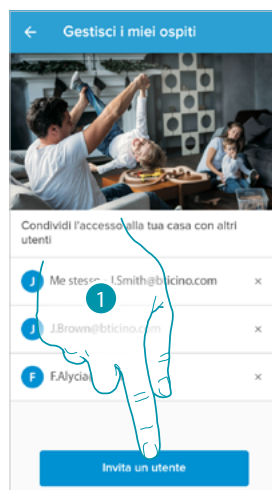 Gestisci i miei ospiti
Condividi l'accesso alla tua casa con altri
utenti
J Me stesso - J.Smith@bticino.com ×
J J.Brown@bticino.com ×
F F.Alycia ×
1
Invita un utente